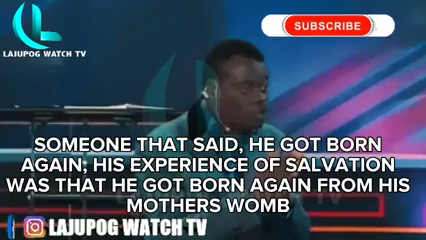 LAJUPOG WATCH TV
SUBSCRIBE
SOMEONE THAT SAID, HE GOT BORN
AGAIN; HIS EXPERIENCE OF SALVATION
WAS THAT HE GOT BORN AGAIN FROM HIS
MOTHERS WOMB
LAJUPOG WATCH TV